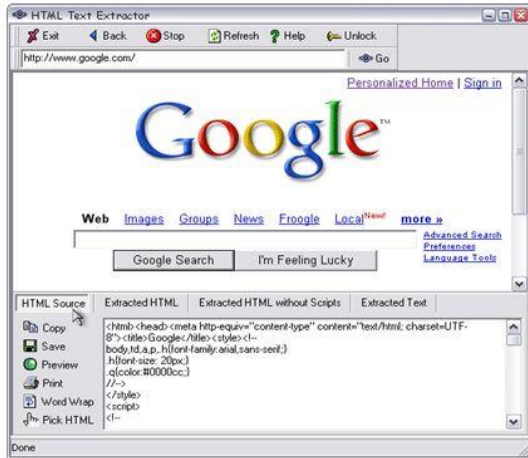 HTML Text Extractor
Exit Back Stop Refresh Help Unlock
http://www.google.com/ Go
Personalized Home | Sign in
Google™
Web Images Groups News Froogle Local New! more »
Advanced Search
Preferences
Language Tools
Google Search I'm Feeling Lucky
HTML Source Extracted HTML Extracted HTML without Scripts Extracted Text
Copy
Save
Preview
Print
Word Wrap
Pick HTML
<html><head><meta http-equiv="content-type" content="text/html; charset=UTF-
8"><title>Google</title><style><!--
body,td,a,p,.h{font-family:arial,sans-serif;}
.h{font-size: 20px;}
.q{color:#0000cc;}
//-->
</style>
<script>
<!--
Done